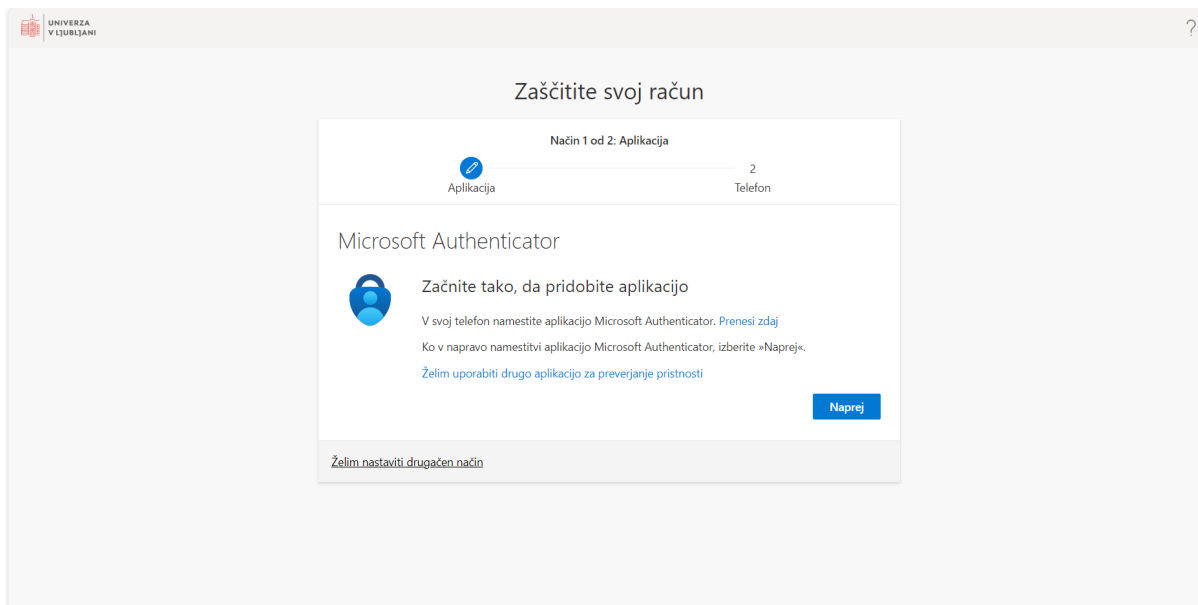 UNIVERZA
V LJUBLJANI
?
Zaščitite svoj račun
Način 1 od 2: Aplikacija
2
Aplikacija
Telefon
Microsoft Authenticator
Začnite tako, da pridobite aplikacijo
V svoj telefon namestite aplikacijo Microsoft Authenticator. Prenesi zdaj
Ko v napravo namestitvi aplikacijo Microsoft Authenticator, izberite »Naprej«.
Želim uporabiti drugo aplikacijo za preverjanje pristnosti
Naprej
Želim nastaviti drugačen način